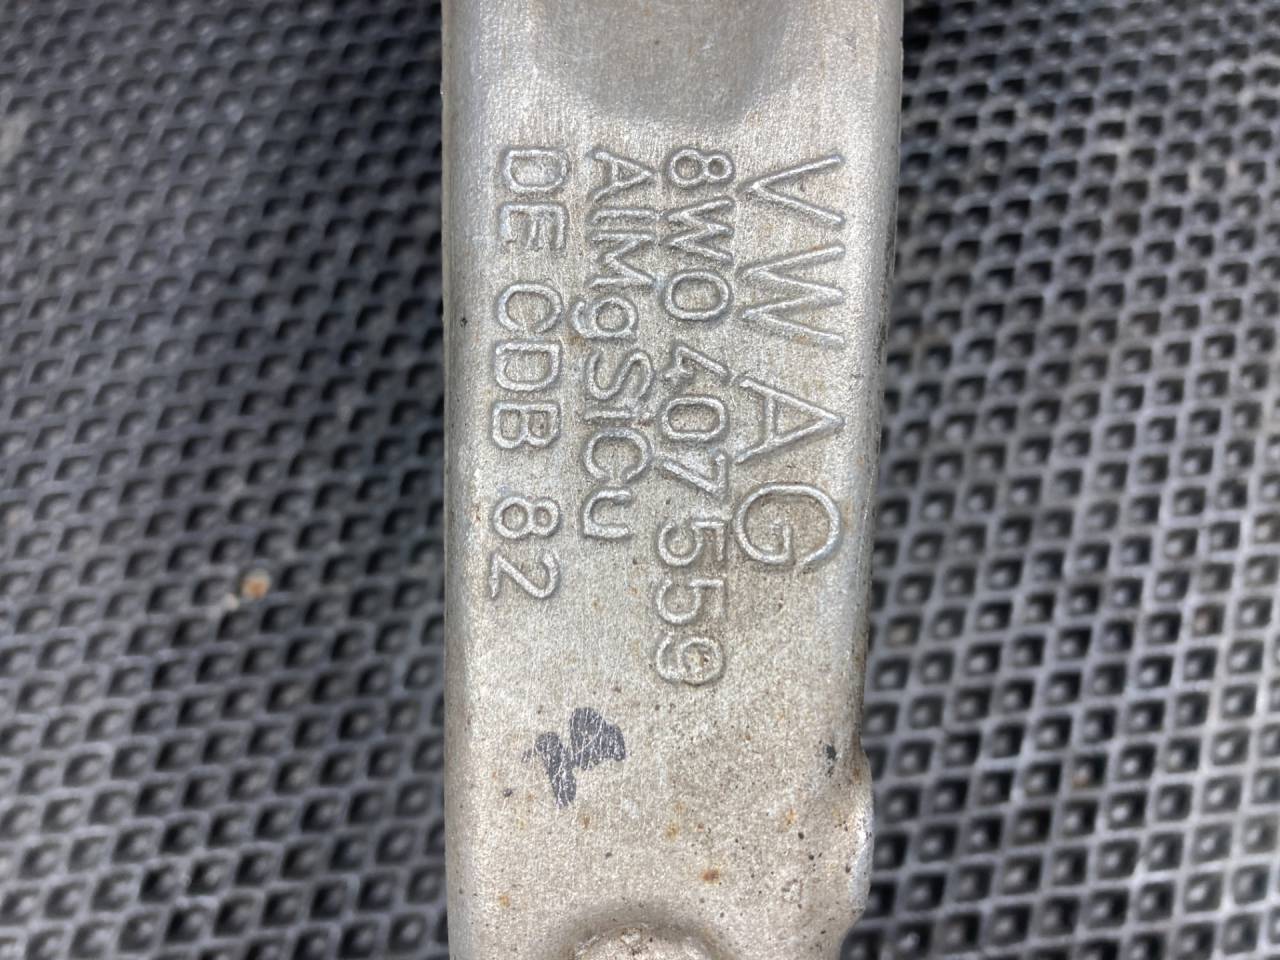 VW AG
8W0 407 559
AlMgSiCu
DE CDB 82